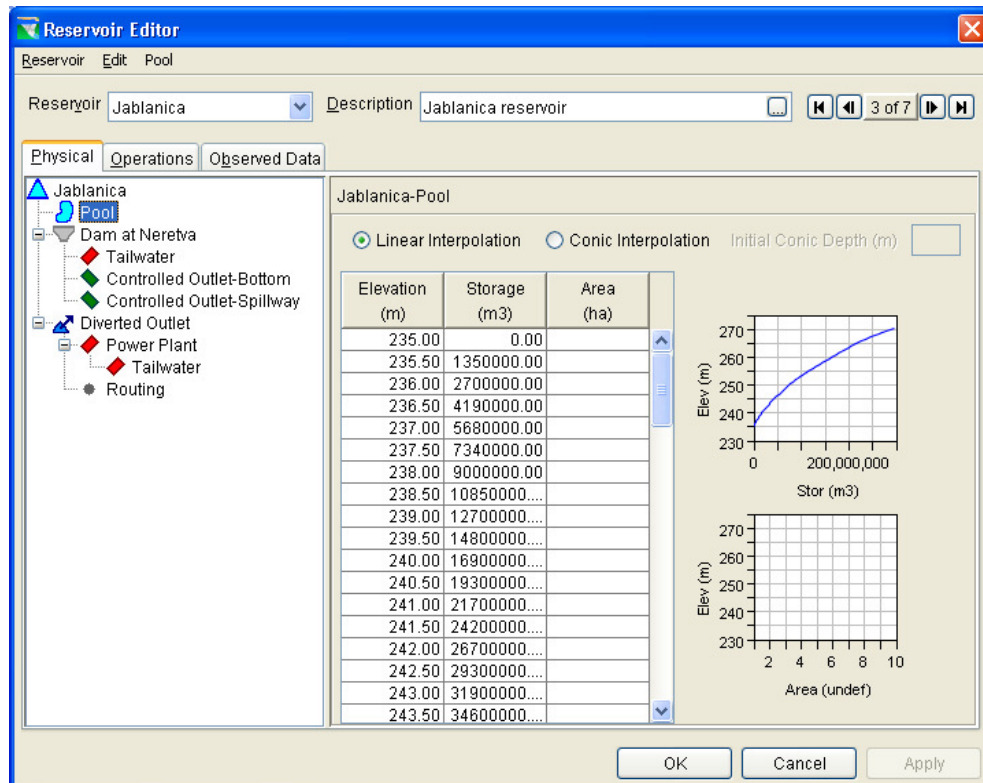 Reservoir Editor
Reservoir Edit Pool
Reservoir Jablanica Description Jablanica reservoir ... 3 of 7
Physical Operations Observed Data
Jablanica
Pool
Dam at Neretva
Tailwater
Controlled Outlet-Bottom
Controlled Outlet-Spillway
Diverted Outlet
Power Plant
Tailwater
Routing
Jablanica-Pool
Linear Interpolation Conic Interpolation Initial Conic Depth (m)
Elevation (m) Storage (m3) Area (ha)
235.00 0.00
235.50 1350000.00
236.00 2700000.00
236.50 4190000.00
237.00 5680000.00
237.50 7340000.00
238.00 9000000.00
238.50 10850000....
239.00 12700000....
239.50 14800000....
240.00 16900000....
240.50 19300000....
241.00 21700000....
241.50 24200000....
242.00 26700000....
242.50 29300000....
243.00 31900000....
243.50 34600000....
270
260
250
240
230
Elev (m)
0 200,000,000
Stor (m3)
270
260
250
240
230
Elev (m)
2 4 6 8 10
Area (undef)
OK Cancel Apply